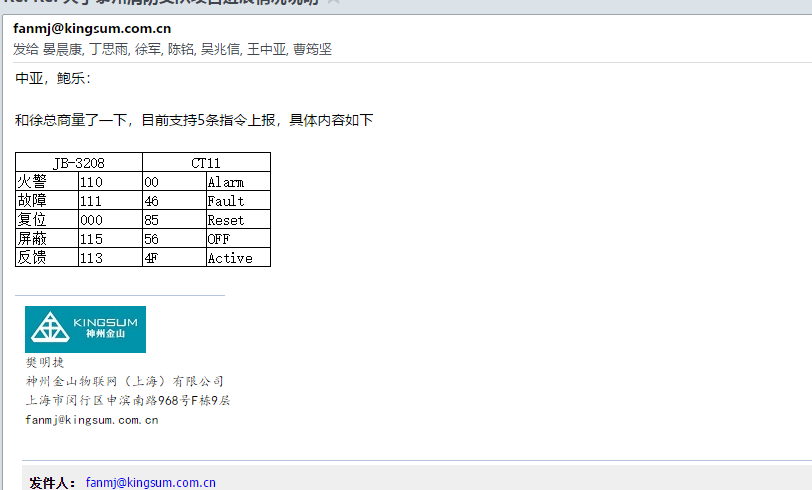 fanmj@kingsum.com.cn
发给 晏晨康, 丁思雨, 徐军, 陈铭, 吴兆信, 王中亚, 曹筠坚
中亚，鲍乐：
和徐总商量了一下，目前支持5条指令上报，具体内容如下
JB-3208 CT11
火警 110 00 Alarm
故障 111 46 Fault
复位 000 85 Reset
屏蔽 115 56 OFF
反馈 113 4F Active
KINGSUM
神州金山
樊明捷
神州金山物联网（上海）有限公司
上海市闵行区申滨南路968号F栋9层
fanmj@kingsum.com.cn
发件人： fanmj@kingsum.com.cn